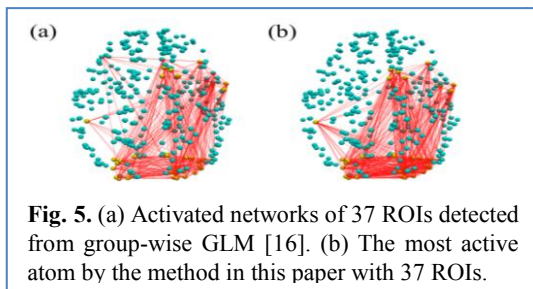 (a) (b)
Fig. 5. (a) Activated networks of 37 ROIs detected
from group-wise GLM [16]. (b) The most active
atom by the method in this paper with 37 ROIs.